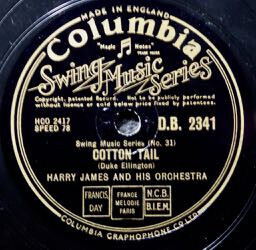 MADE IN ENGLAND
Columbia
"Magic Notes"
TRADE MARK
Swing Music Series
Copyright, patented Record. Not to be publicly performed
without licence or sold below price fixed by patentees.
HCO 2417
SPEED 78
D.B. 2341
Swing Music Series (No. 31)
COTTON TAIL
(Duke Ellington)
HARRY JAMES AND HIS ORCHESTRA
FRANCIS, DAY
FRANCE MELODIE PARIS
N.C.B. B.I.E.M.
COLUMBIA GRAPHOPHONE CO. LTD.